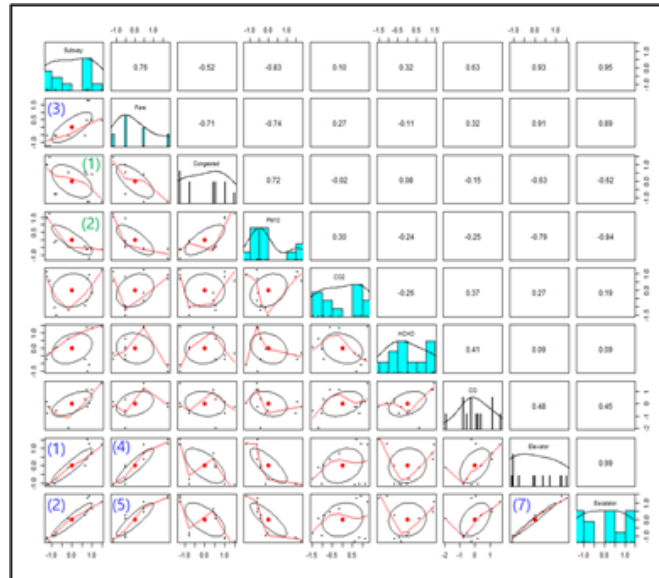 -1.0 0.0 1.0 -1.0 0.0 1.0 -1.5 0.0 1.5 -1.0 0.0 1.0
Subway 0.76 -0.52 -0.83 0.10 0.32 0.63 0.93 0.95
(3) Fare -0.71 -0.74 0.27 -0.11 0.32 0.91 0.89
(1) Congested 0.72 -0.02 0.08 -0.15 -0.63 -0.62
(2) PM10 0.30 -0.24 -0.25 -0.79 -0.84
CO2 -0.26 0.37 0.27 0.19
HCHO 0.41 0.09 0.09
CO 0.48 0.45
(1) (4) Elevator 0.99
(2) (5) (7) Escalator
-1.0 0.0 1.0 -1.0 0.0 1.0 -1.5 0.0 1.0 -2 0 1 -1.5 0.0 1.0